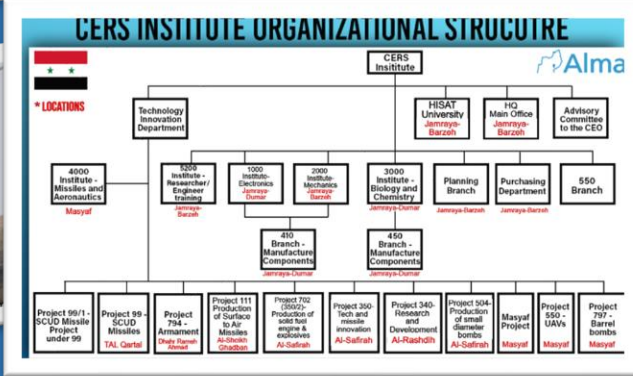 CERS INSTITUTE ORGANIZATIONAL STRUCUTRE
Alma
* LOCATIONS
CERS
Insititute
Technology
Innovation
Department
HISAT
University
Jamraya-
Barzeh
HQ
Main Office
Jamraya-
Barzeh
Advisory
Committee
to the CEO
4000
Institute -
Missiles and
Aeronautics
Masyaf
5200
Institute -
Researcher/
Engineer
training
Jamraya-
Barzeh
1000
Institute-
Electronics
Jamraya-
Dumar
2000
Institute-
Mechanics
Jamraya-
Barzeh
3000
Institute -
Biology and
Chemistry
Jamraya-Dumar
Planning
Branch
Jamraya-Barzeh
Purchasing
Department
Jamraya-Barzeh
550
Branch
410
Branch -
Manufacture
Components
Jamraya-Dumar
450
Branch -
Manufacture
Components
Jamraya-Dumar
Project 99/1 -
SCUD Missile
Project
under 99
Project 99 -
SCUD
Missiles
TAL Qartal
Project
794 -
Armament
Dhahr Rameh
Ahmad
Project 111
Production
of Surface
to Air
Missiles
Al-Sheikh
Ghadban
Project 702
(350/2)-
Production of
solid fuel
engine &
explosives
Al-Safirah
Project 350-
Tech and
missile
innovation
Al-Safirah
Project 340-
Research
and
Development
Al-Rashdih
Project 504-
Production
of small
diameter
bombs
Al-Safirah
Masyaf
Project
Masyaf
Project
550 -
UAVs
Masyaf
Project
797 -
Barrel
bombs
Masyaf